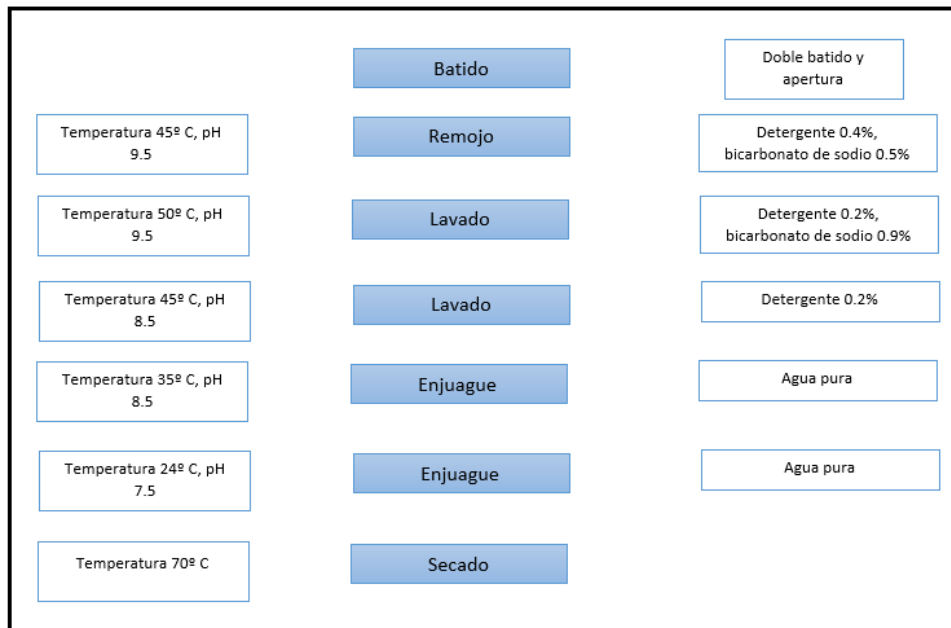 Batido
Doble batido y
apertura
Temperatura 45º C, pH
9.5
Remojo
Detergente 0.4%,
bicarbonato de sodio 0.5%
Temperatura 50º C, pH
9.5
Lavado
Detergente 0.2%,
bicarbonato de sodio 0.9%
Temperatura 45º C, pH
8.5
Lavado
Detergente 0.2%
Temperatura 35º C, pH
8.5
Enjuague
Agua pura
Temperatura 24º C, pH
7.5
Enjuague
Agua pura
Temperatura 70º C
Secado